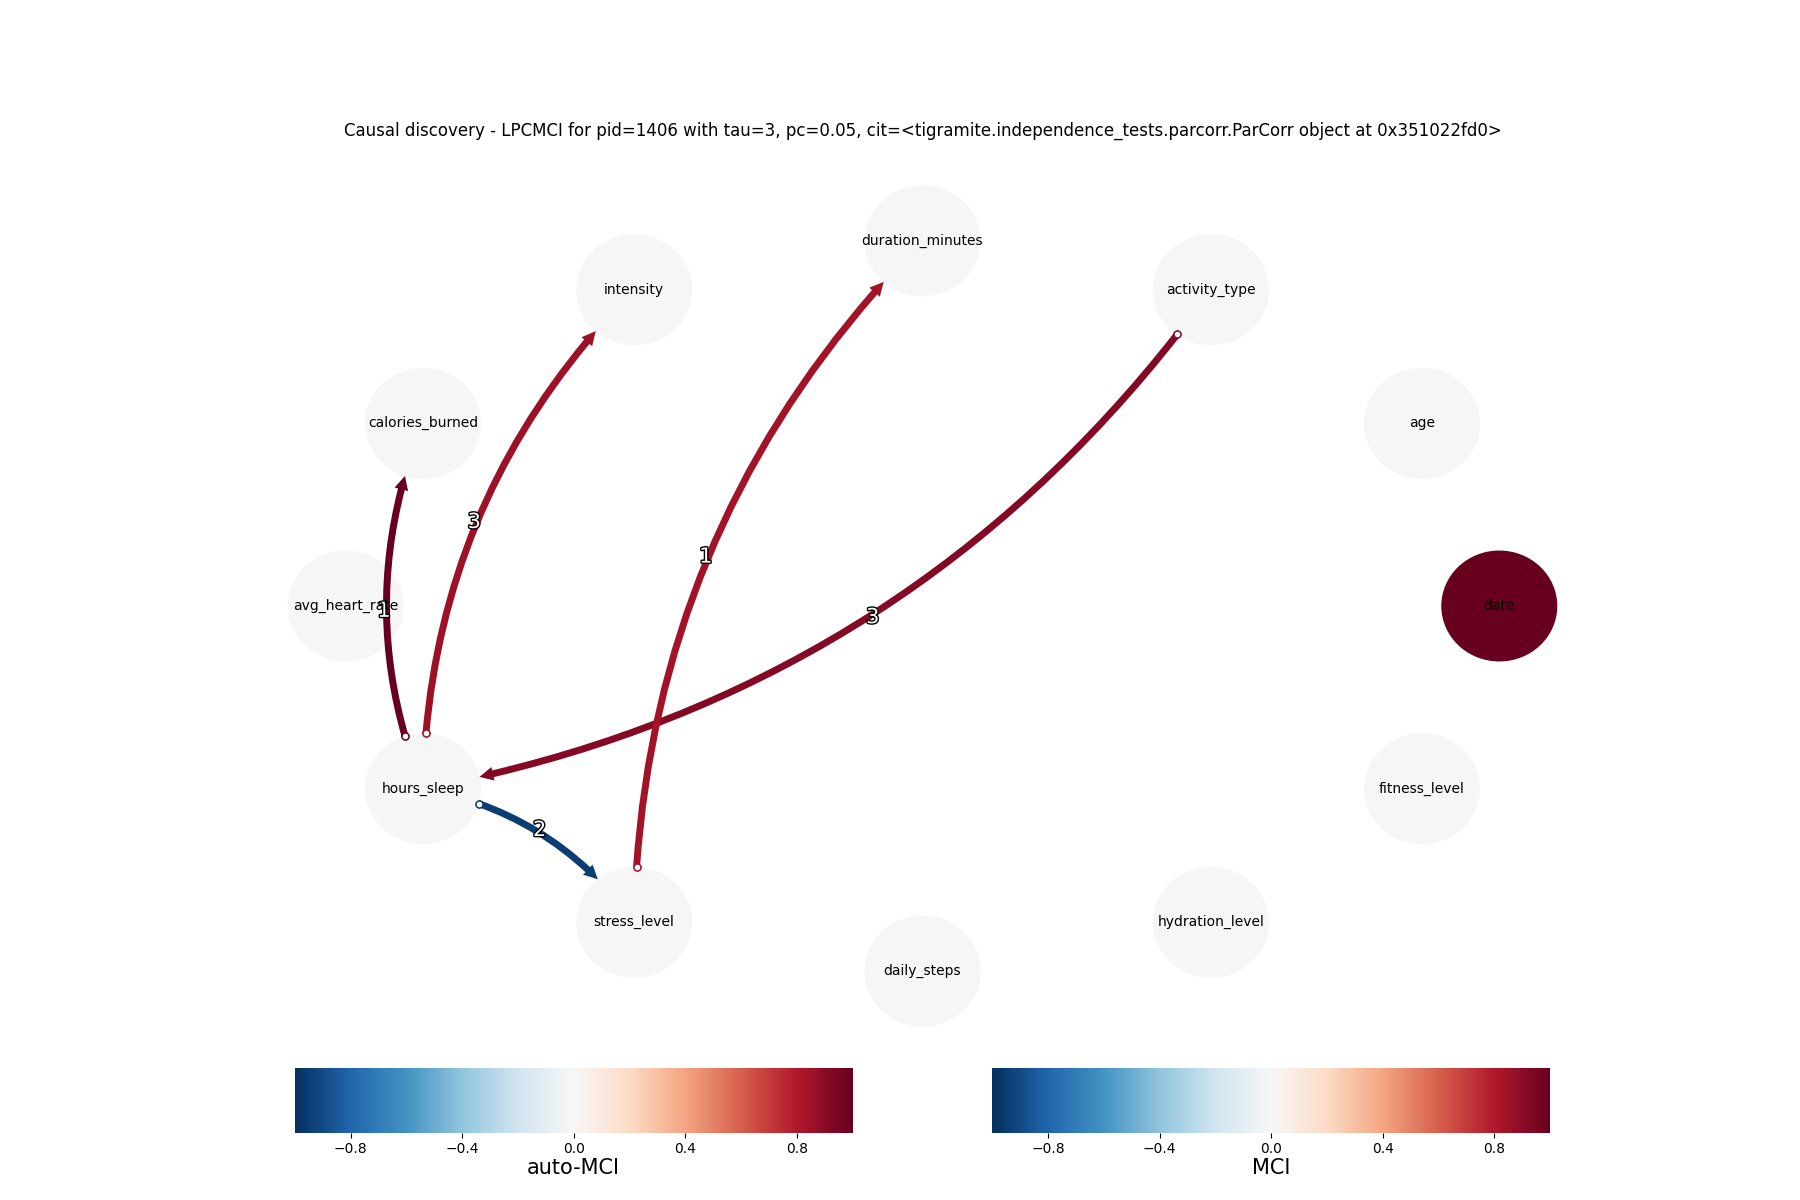 Causal discovery - LPCMCI for pid=1406 with tau=3, pc=0.05, cit=<tigramite.independence_tests.parcorr.ParCorr object at 0x351022fd0>
duration_minutes
intensity
activity_type
calories_burned
age
3
1
avg_heart_rate
1
date
3
hours_sleep
fitness_level
2
stress_level
hydration_level
daily_steps
−0.8 −0.4 0.0 0.4 0.8
auto-MCI
−0.8 −0.4 0.0 0.4 0.8
MCI